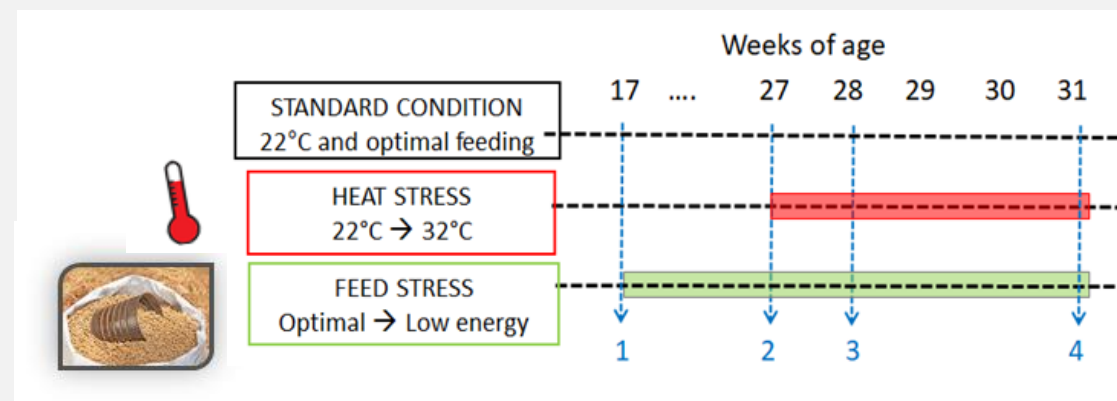 Weeks of age
17 .... 27 28 29 30 31
STANDARD CONDITION
22°C and optimal feeding
HEAT STRESS
22°C → 32°C
FEED STRESS
Optimal → Low energy
1 2 3 4